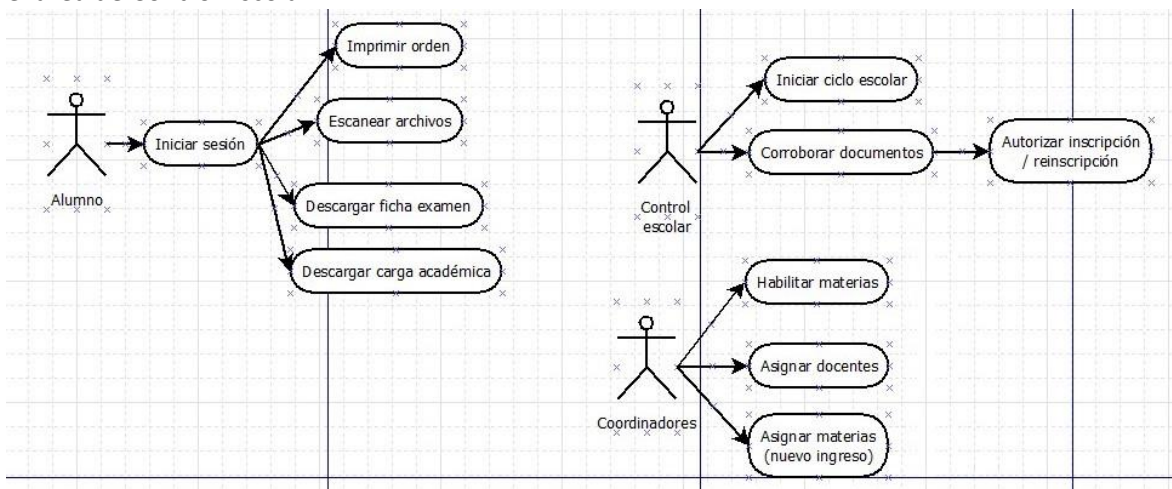 Imprimir orden
Escanear archivos
Iniciar sesión
Alumno
Descargar ficha examen
Descargar carga académica
Iniciar ciclo escolar
Corroborar documentos
Autorizar inscripción
/ reinscripción
Control
escolar
Habilitar materias
Asignar docentes
Coordinadores
Asignar materias
(nuevo ingreso)